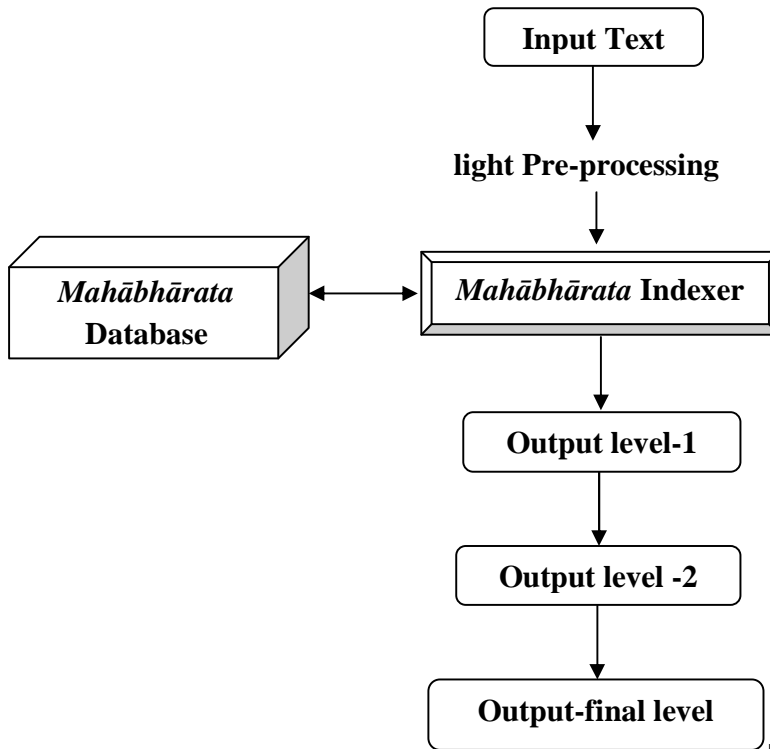 Input Text
light Pre-processing
Mahābhārata
Database
Mahābhārata Indexer
Output level-1
Output level -2
Output-final level